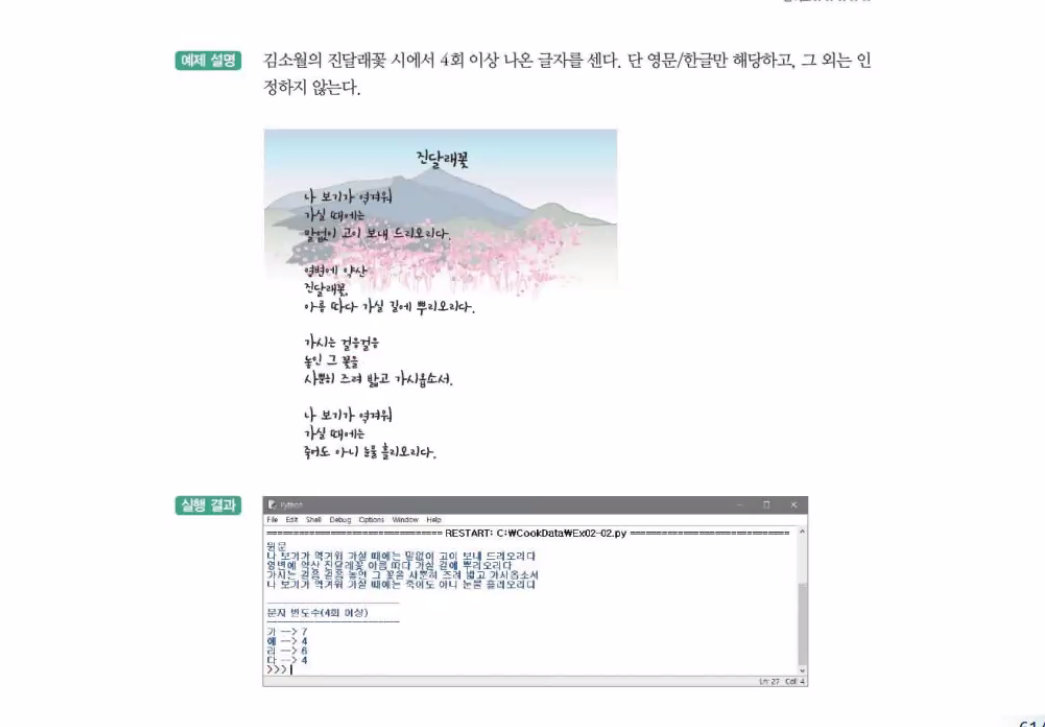 예제 설명
김소월의 진달래꽃 시에서 4회 이상 나온 글자를 센다. 단 영문/한글만 해당하고, 그 외는 인
정하지 않는다.
진달래꽃
나 보기가 역겨워
가실 때에는
말없이 고이 보내 드리오리다.
영변에 약산
진달래꽃
아름 따다 가실 길에 뿌리오리다.
가시는 걸음걸음
놓인 그 꽃을
사뿐히 즈려 밟고 가시옵소서.
나 보기가 역겨워
가실 때에는
죽어도 아니 눈물 흘리오리다.
실행 결과
Python
File Edit Shell Debug Options Window Help
RESTART: C:₩CookData₩Ex02-02.py
원문
나 보기가 역겨워 가실 때에는 말없이 고이 보내 드리오리다
영변에 약산 진달래꽃 아름 따다 가실 길에 뿌리오리다
가시는 걸음 걸음 놓인 그 꽃을 사뿐히 즈려 밟고 가시옵소서
나 보기가 역겨워 가실 때에는 죽어도 아니 눈물 흘리오리다
문자 빈도수(4회 이상)
가 --> 7
에 --> 4
리 --> 6
다 --> 4
>>>
Ln: 27 Col: 4